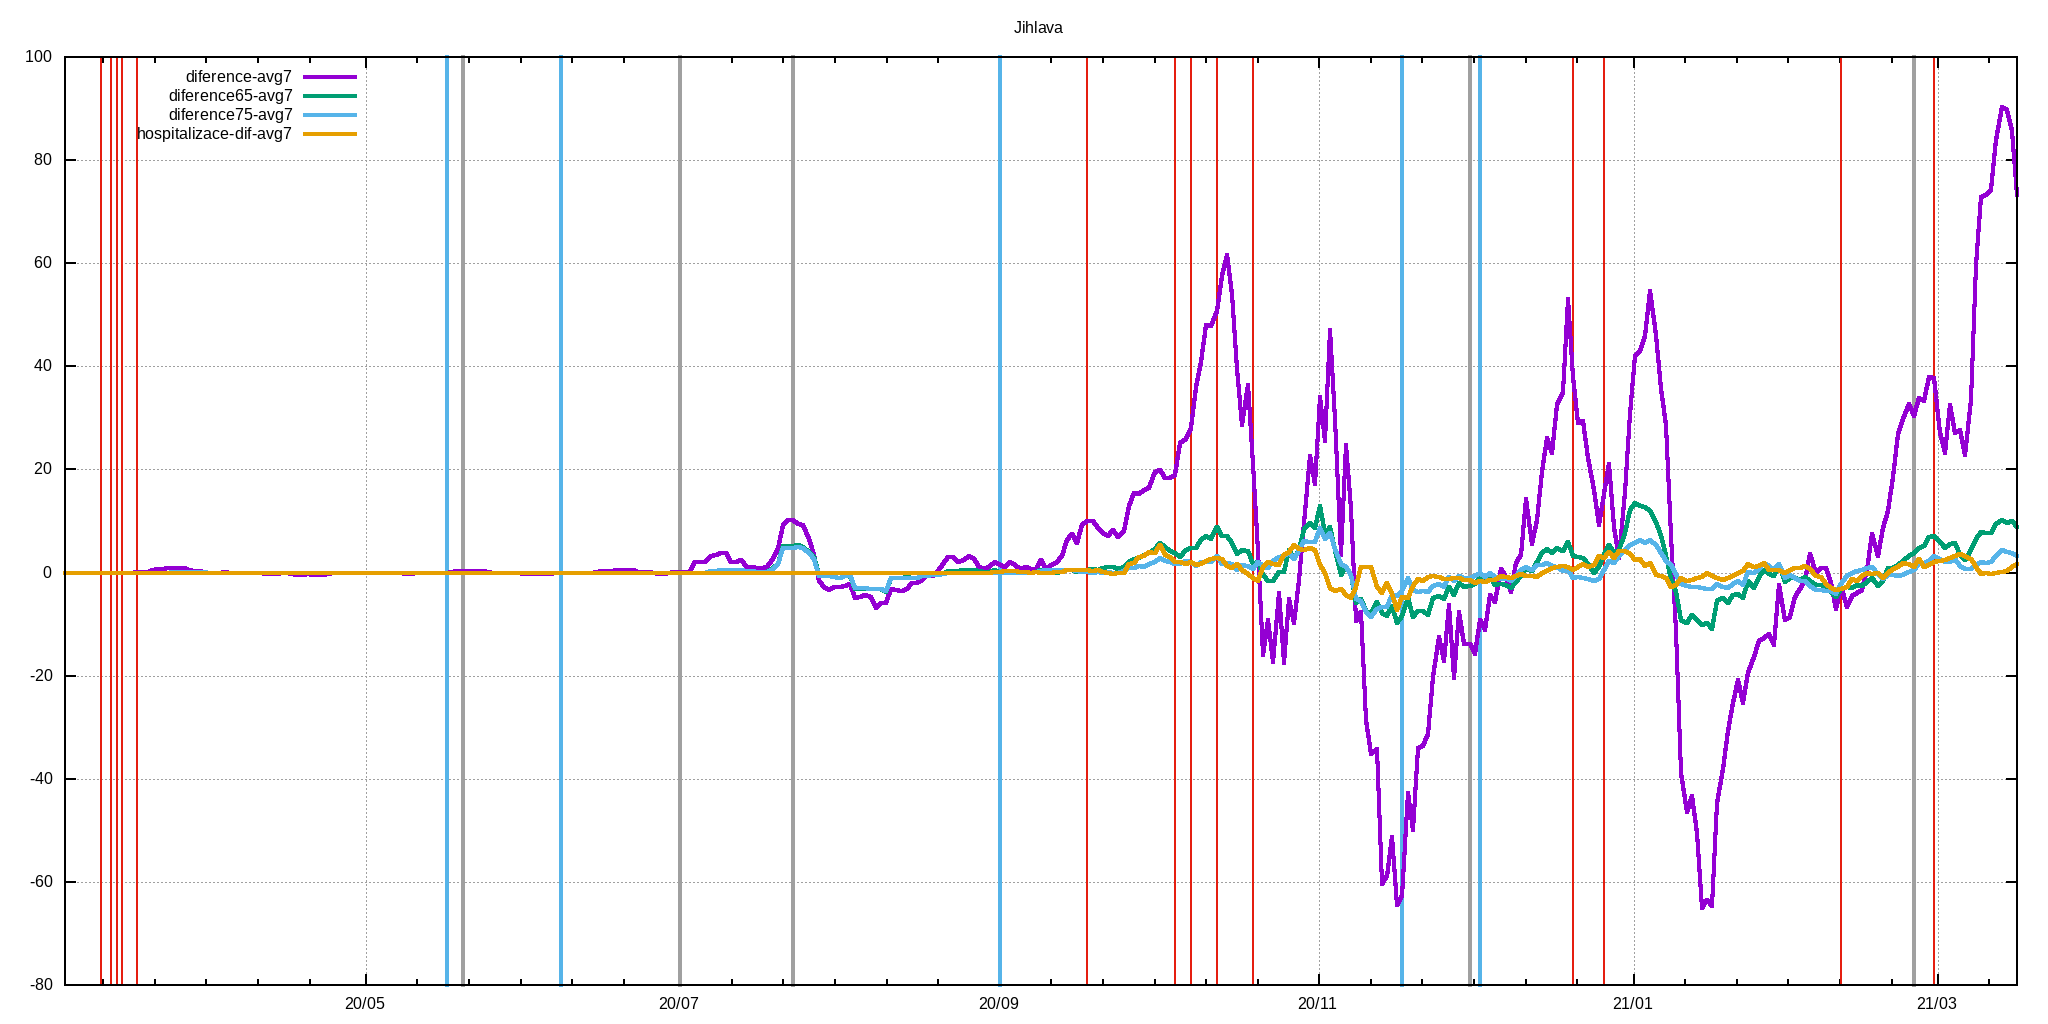 Jihlava
100
diference-avg7
diference65-avg7
diference75-avg7
hospitalizace-dif-avg7
80
60
40
20
0
-20
-40
-60
-80
20/05 20/07 20/09 20/11 21/01 21/03